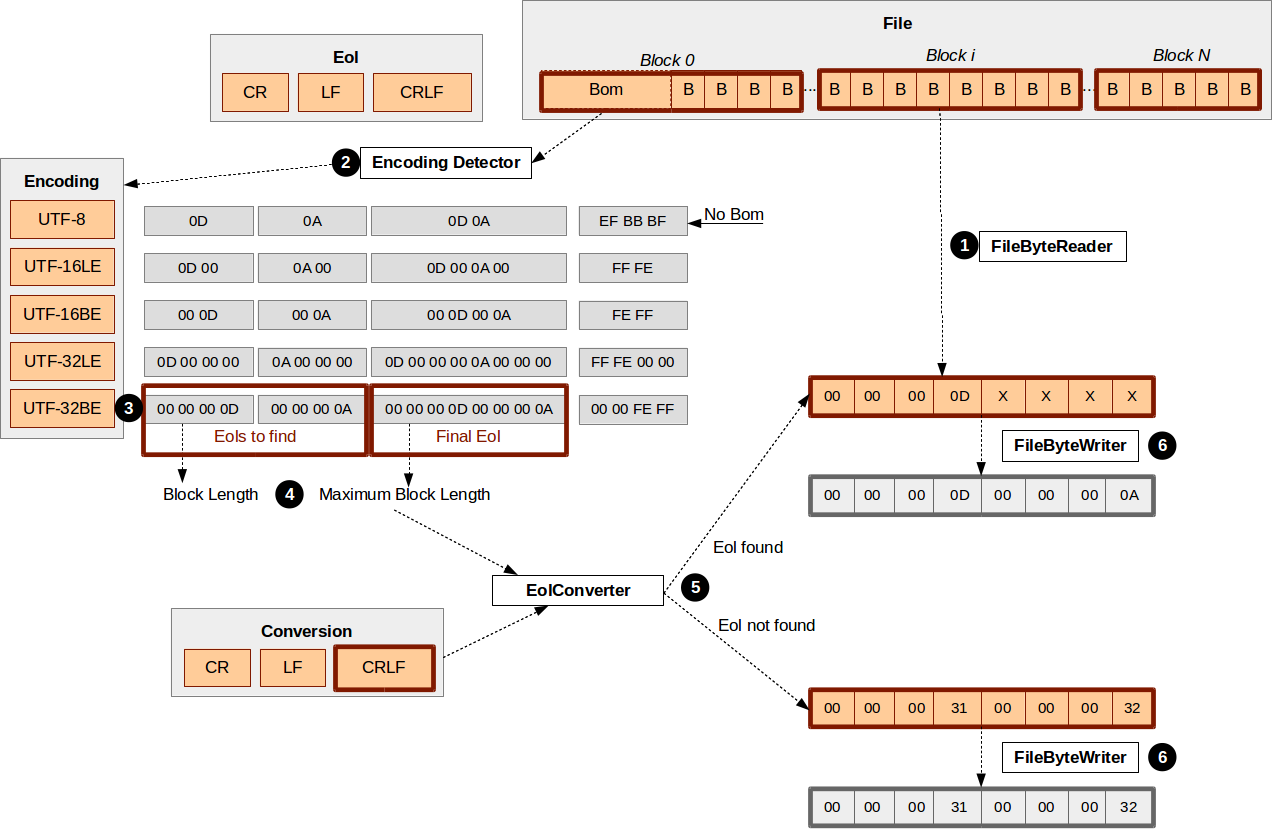 File
Eol
Block 0
Block i
Block N
CR LF CRLF
Bom B B B B ... B B B B B B B B ... B B B B B
2 Encoding Detector
Encoding
UTF-8 0D 0A 0D 0A EF BB BF No Bom
1 FileByteReader
UTF-16LE 0D 00 0A 00 0D 00 0A 00 FF FE
UTF-16BE 00 0D 00 0A 00 0D 00 0A FE FF
UTF-32LE 0D 00 00 00 0A 00 00 00 0D 00 00 00 0A 00 00 00 FF FE 00 00
UTF-32BE 3 00 00 00 0D 00 00 00 0A 00 00 00 0D 00 00 00 0A 00 00 FE FF
Eols to find
Final Eol
00 00 00 0D X X X X
FileByteWriter 6
Block Length 4 Maximum Block Length
00 00 00 0D 00 00 00 0A
Eol found
EolConverter 5
Eol not found
Conversion
CR LF CRLF
00 00 00 31 00 00 00 32
FileByteWriter 6
00 00 00 31 00 00 00 32